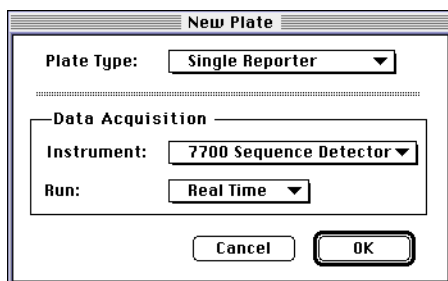 New Plate
Plate Type: Single Reporter
Data Acquisition
Instrument: 7700 Sequence Detector
Run: Real Time
Cancel OK